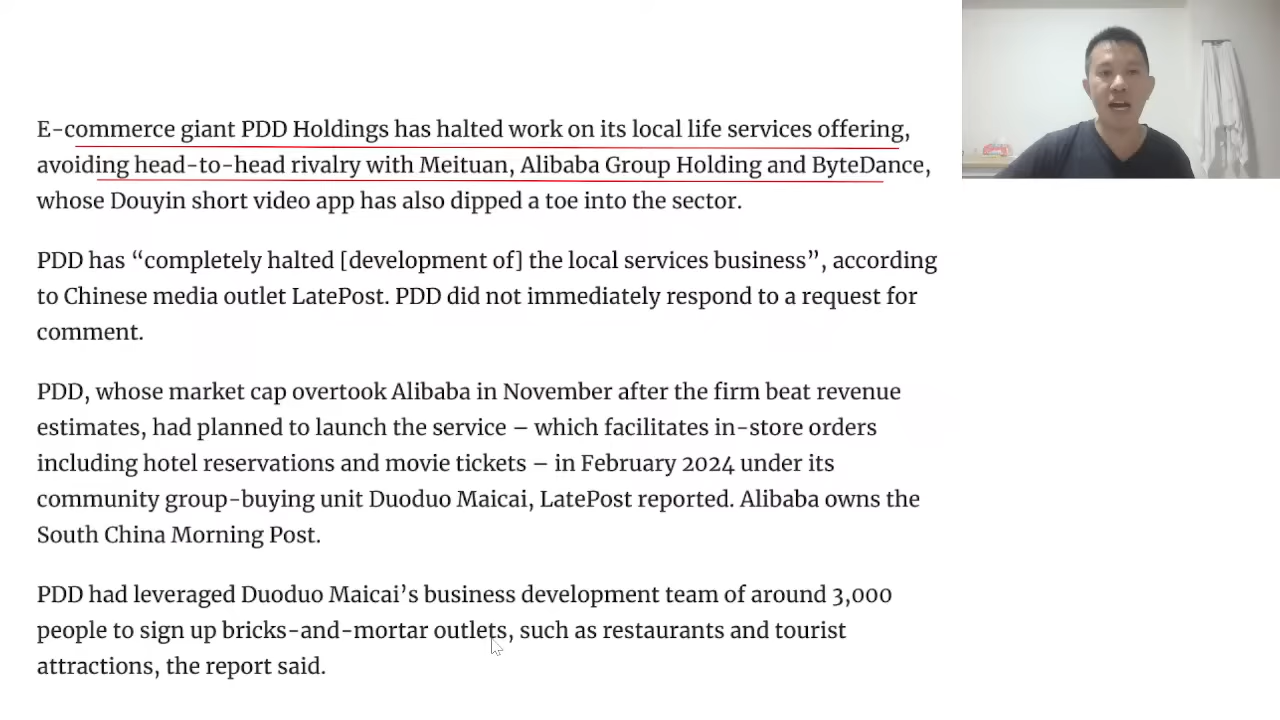 E-commerce giant PDD Holdings has halted work on its local life services offering,
avoiding head-to-head rivalry with Meituan, Alibaba Group Holding and ByteDance,
whose Douyin short video app has also dipped a toe into the sector.
PDD has “completely halted [development of] the local services business”, according
to Chinese media outlet LatePost. PDD did not immediately respond to a request for
comment.
PDD, whose market cap overtook Alibaba in November after the firm beat revenue
estimates, had planned to launch the service – which facilitates in-store orders
including hotel reservations and movie tickets – in February 2024 under its
community group-buying unit Duoduo Maicai, LatePost reported. Alibaba owns the
South China Morning Post.
PDD had leveraged Duoduo Maicai’s business development team of around 3,000
people to sign up bricks-and-mortar outlets, such as restaurants and tourist
attractions, the report said.